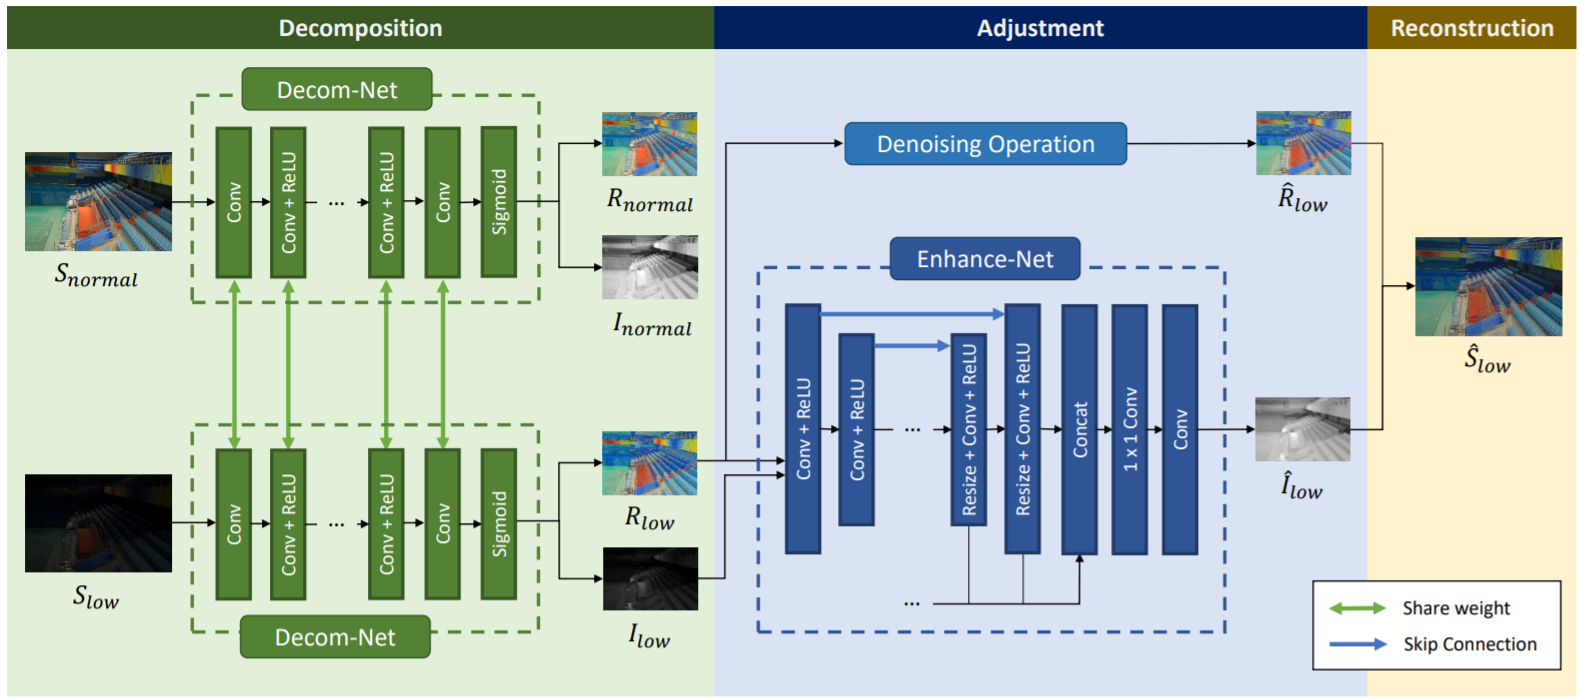 Decomposition
Adjustment
Reconstruction
Decom-Net
Conv
Conv + ReLU
...
Conv + ReLU
Conv
Sigmoid
S_normal
R_normal
I_normal
Denoising Operation
R̂_low
Enhance-Net
Conv + ReLU
Conv + ReLU
...
Resize + Conv + ReLU
Resize + Conv + ReLU
Concat
1 x 1 Conv
Conv
...
Î_low
Ŝ_low
Conv
Conv + ReLU
...
Conv + ReLU
Conv
Sigmoid
S_low
R_low
I_low
Decom-Net
Share weight
Skip Connection